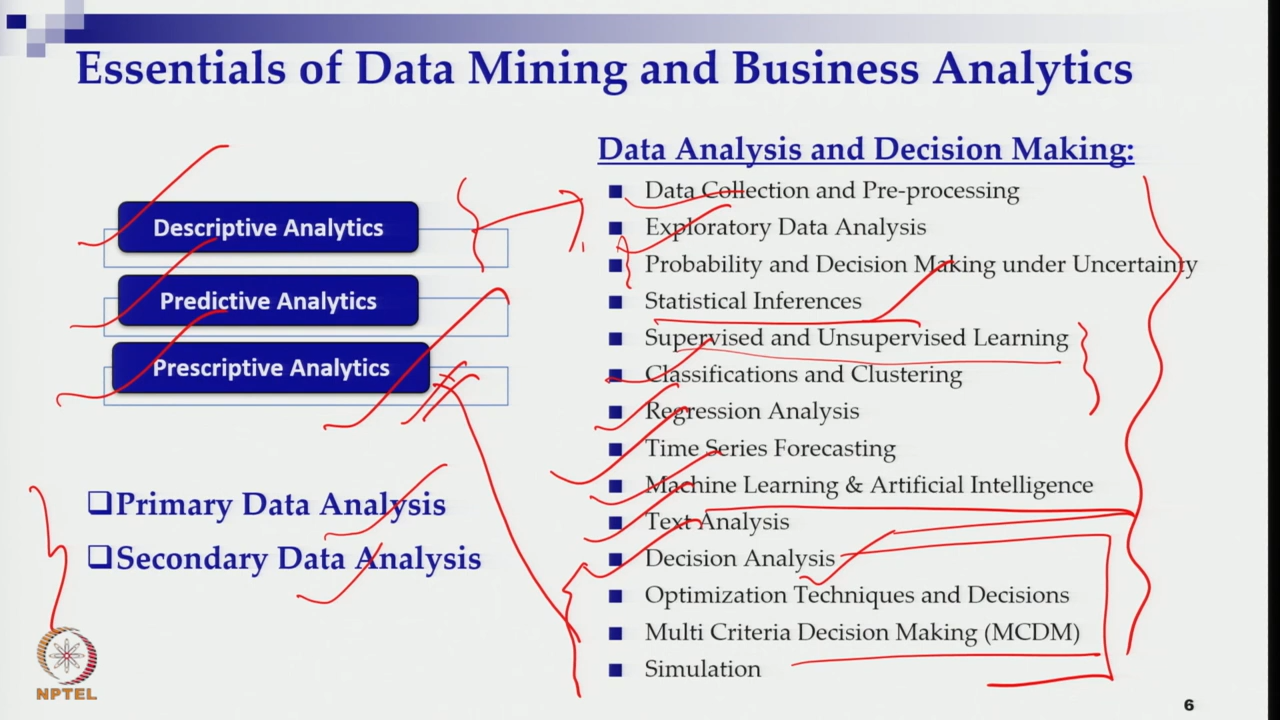 Essentials of Data Mining and Business Analytics
Descriptive Analytics
Predictive Analytics
Prescriptive Analytics
❑Primary Data Analysis
❑Secondary Data Analysis
Data Analysis and Decision Making:
■ Data Collection and Pre-processing
■ Exploratory Data Analysis
■ Probability and Decision Making under Uncertainty
■ Statistical Inferences
■ Supervised and Unsupervised Learning
■ Classifications and Clustering
■ Regression Analysis
■ Time Series Forecasting
■ Machine Learning & Artificial Intelligence
■ Text Analysis
■ Decision Analysis
■ Optimization Techniques and Decisions
■ Multi Criteria Decision Making (MCDM)
■ Simulation
NPTEL
6